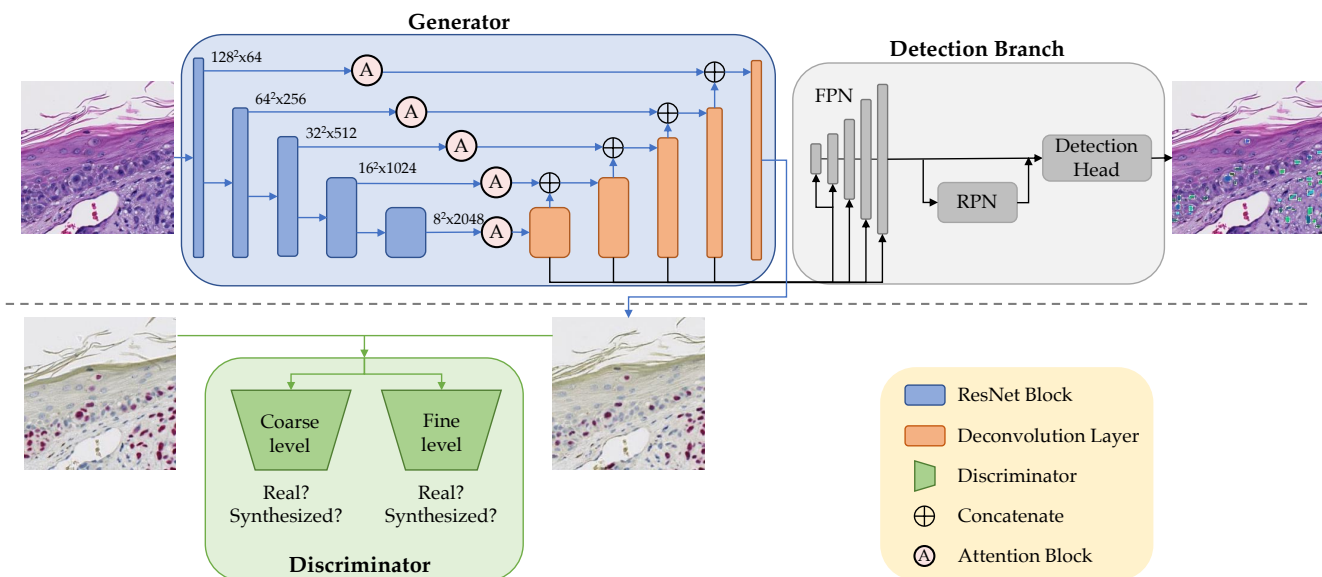 Generator
128²x64
A
64²x256
A
32²x512
A
16²x1024
A
8²x2048
A
Detection Branch
FPN
RPN
Detection
Head
Coarse
level
Fine
level
Real?
Synthesized?
Real?
Synthesized?
Discriminator
ResNet Block
Deconvolution Layer
Discriminator
Concatenate
A
Attention Block